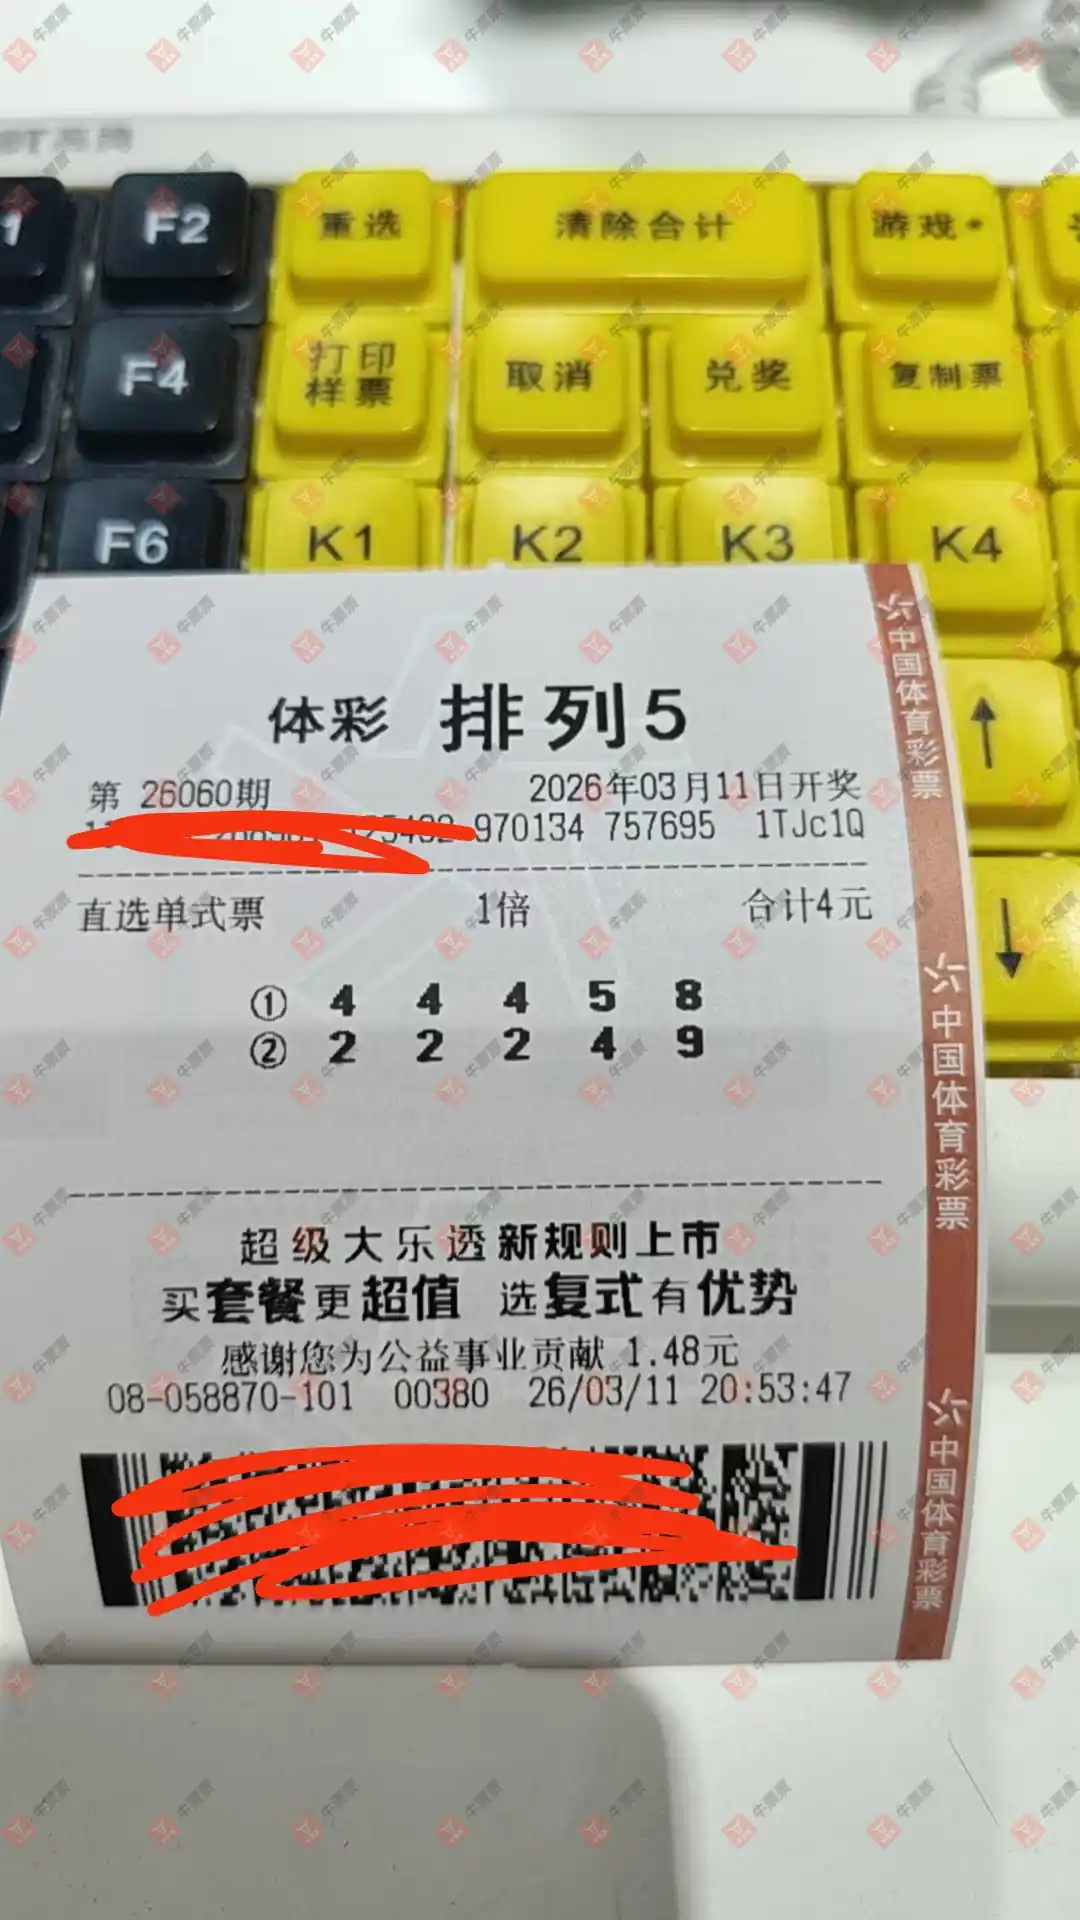 F2 重选 清除合计 游戏*
F4 打印样票 取消 兑奖 复制票
F6 K1 K2 K3 K4
↑
↓
体彩 排列5
第 26060期 2026年03月11日开奖
970134 757695 1TJc1Q
直选单式票 1倍 合计4元
① 4 4 4 5 8
② 2 2 2 4 9
超级大乐透新规则上市
买套餐更超值 选复式有优势
感谢您为公益事业贡献 1.48元
08-058870-101 00380 26/03/11 20:53:47
中国体育彩票
中国体育彩票
中国体育彩票
牛票票